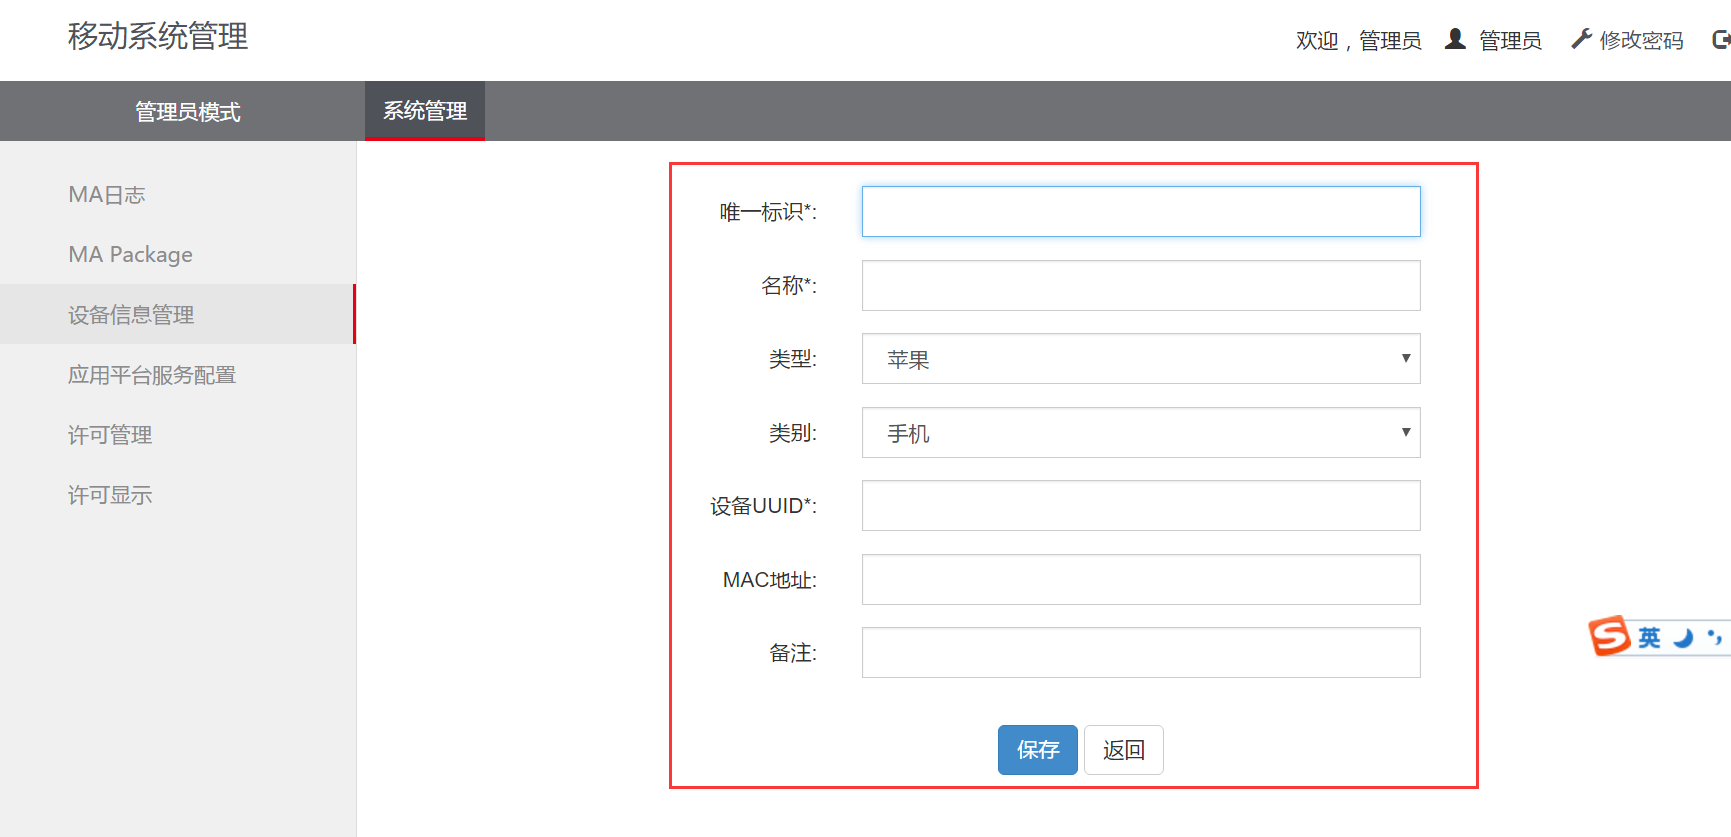 移动系统管理
欢迎，管理员 管理员 修改密码
管理员模式 系统管理
MA日志
MA Package
设备信息管理
应用平台服务配置
许可管理
许可显示
唯一标识*:
名称*:
类型: 苹果
类别: 手机
设备UUID*:
MAC地址:
备注:
保存 返回
S 英